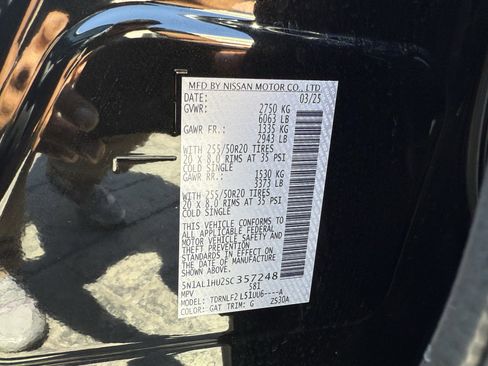 MFD BY NISSAN MOTOR CO., LTD
DATE: 03/25
GVWR: 2750 KG
6063 LB
GAWR FR.: 1335 KG
2943 LB
WITH 255/50R20 TIRES
20 x 8.0 RIMS AT 35 PSI
COLD SINGLE
GAWR RR.: 1530 KG
3373 LB
WITH 255/50R20 TIRES
20 x 8.0 RIMS AT 35 PSI
COLD SINGLE
THIS VEHICLE CONFORMS TO
ALL APPLICABLE FEDERAL
MOTOR VEHICLE SAFETY AND
THEFT PREVENTION
STANDARDS IN EFFECT ON
THE DATE OF MANUFACTURE
SHOWN ABOVE.
5N1AL1HU2SC357248
MPV 581
MODEL: TDRNLF2 L51UU6----A
COLOR: GAT TRIM: G ZS30A